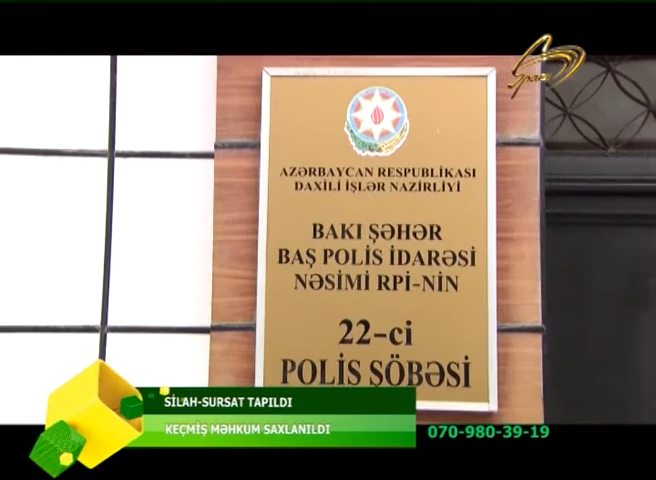 Space
AZƏRBAYCAN RESPUBLİKASI
DAXİLİ İŞLƏR NAZİRLİYİ
BAKI ŞƏHƏR
BAŞ POLİS İDARƏSİ
NƏSİMİ RPİ-NİN
22-ci
POLİS ŞÖBƏSİ
SİLAH-SURSAT TAPILDI
KEÇMİŞ MƏHKUM SAXLANILDI
070-980-39-19